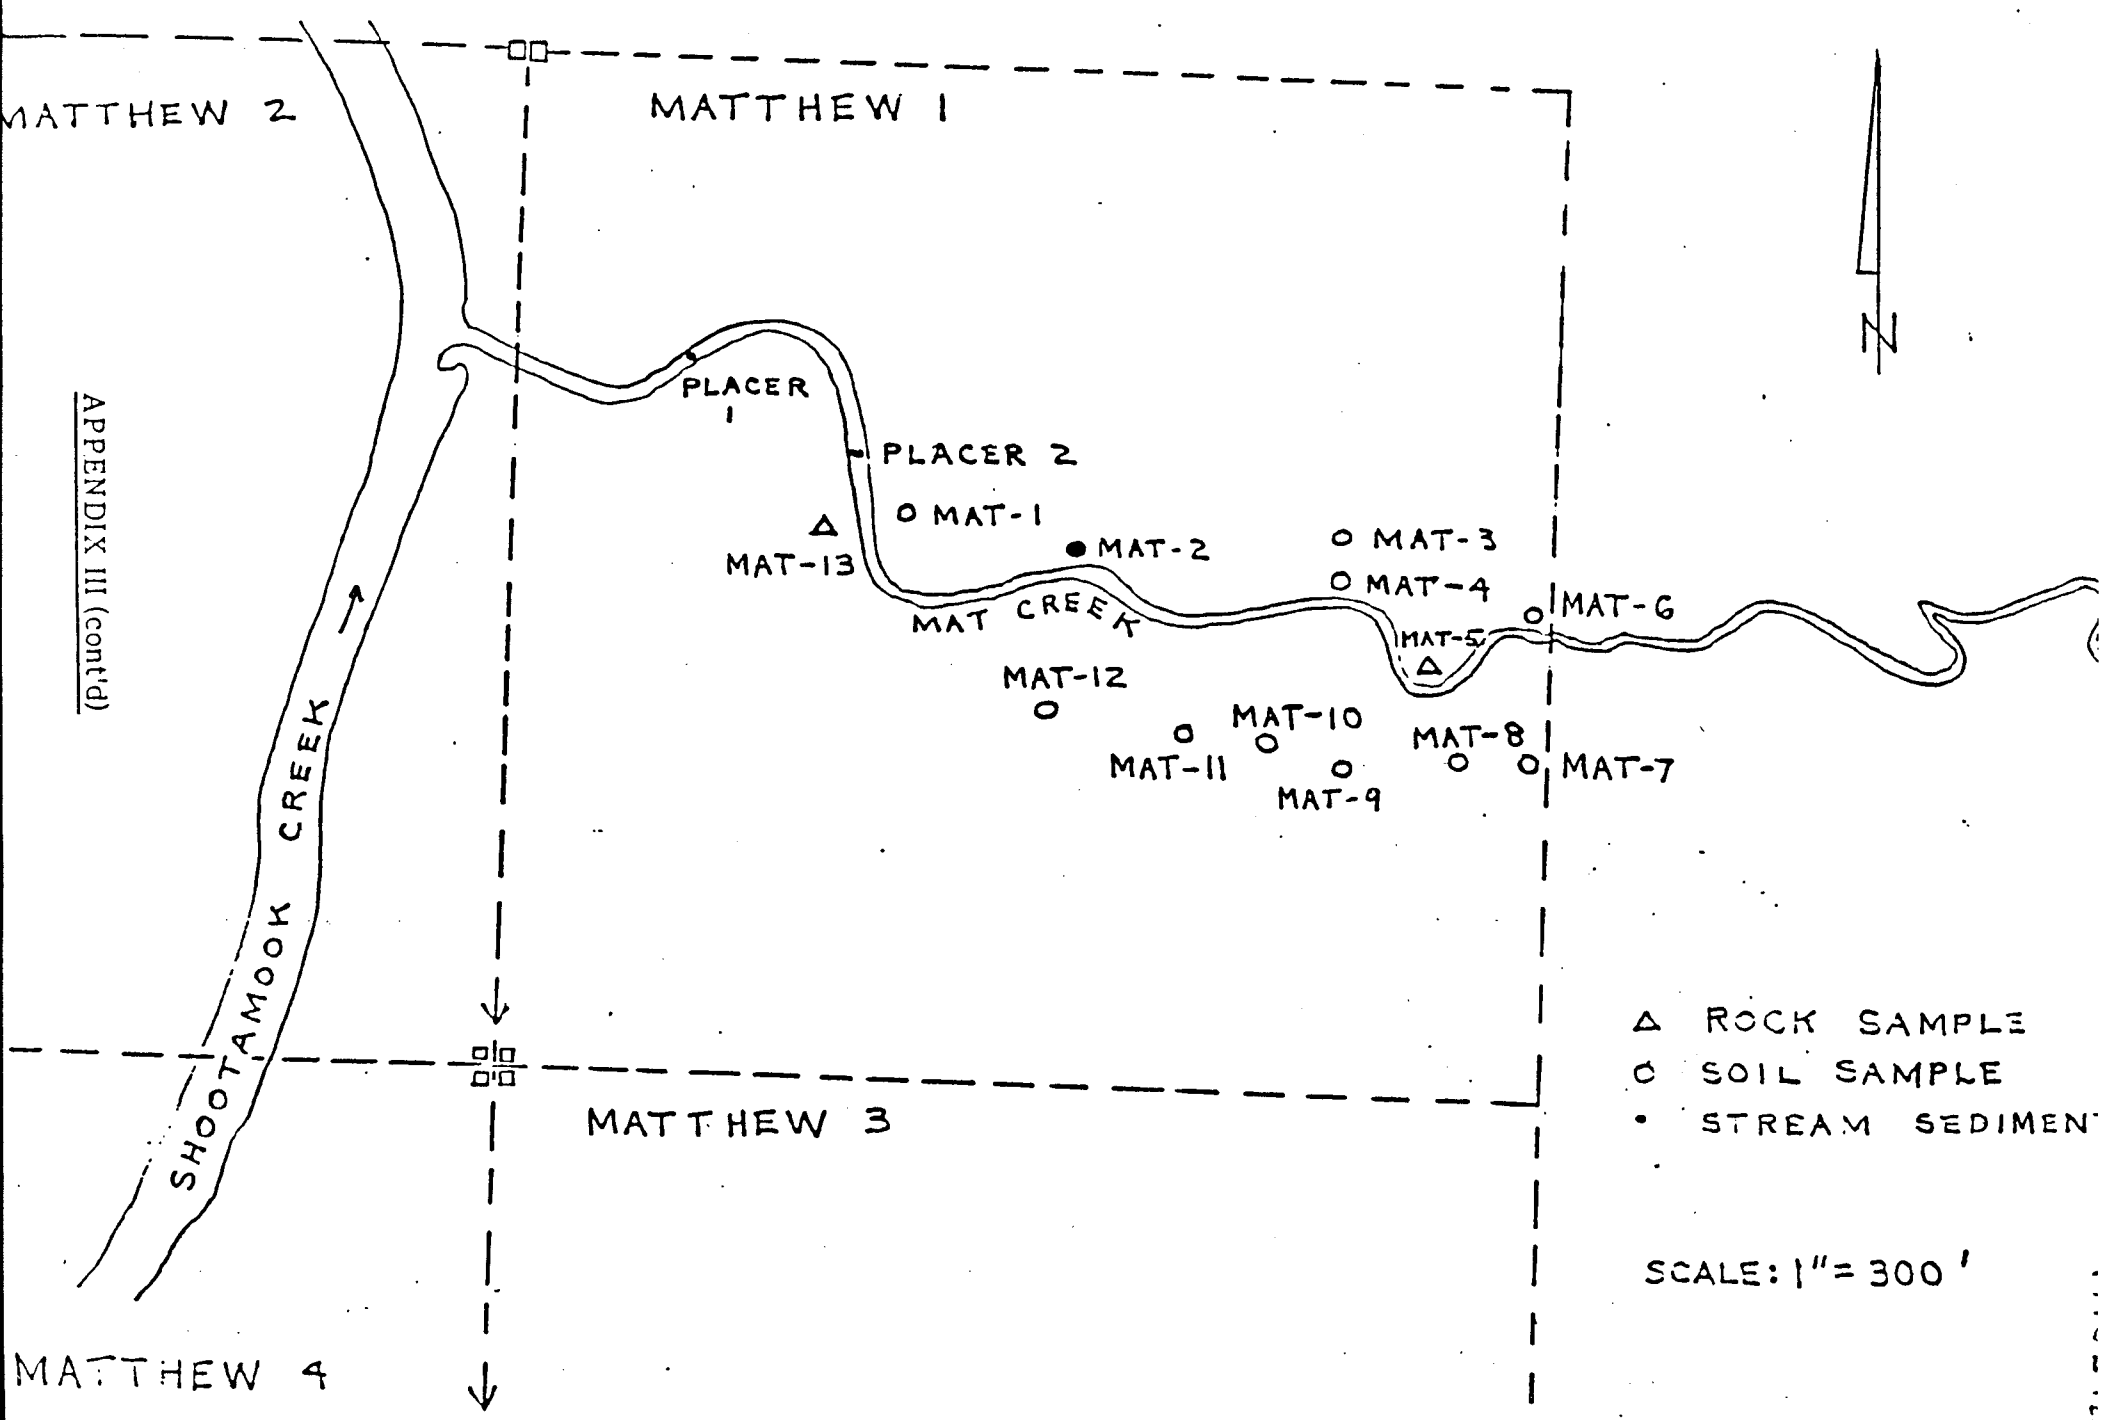 MATTHEW 2
MATTHEW 1
N
PLACER
1
PLACER 2
MAT-1
MAT-13
MAT-2
MAT-3
MAT-4
MAT-6
MAT CREEK
MAT-5
MAT-12
MAT-10
MAT-11
MAT-8
MAT-7
MAT-9
APPENDIX III (cont'd)
SHOOTAMOOK CREEK
ROCK SAMPLE
SOIL SAMPLE
STREAM SEDIMENT
MATTHEW 3
SCALE: 1" = 300'
MATTHEW 4